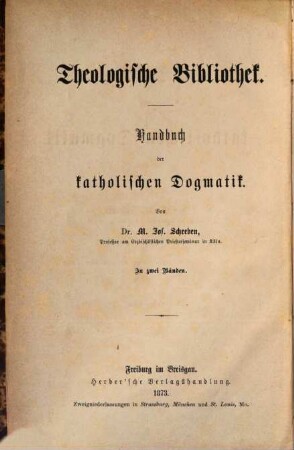 Theologische Bibliothek.
Handbuch
der
katholischen Dogmatik.
Von
Dr. M. Jos. Scheeben,
Professor am Erzbischöflichen Priesterseminar in Köln.
In zwei Bänden.
Freiburg im Breisgau.
Herder'sche Verlagshandlung.
1873.
Zweigniederlassungen in Strassburg, München und St. Louis, Mo.